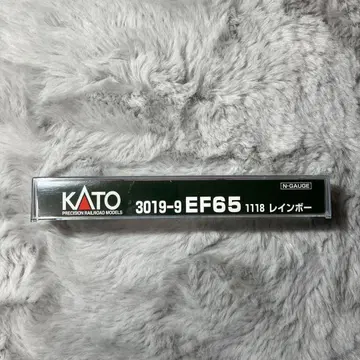 N-GAUGE
KATO
PRECISION RAILROAD MODELS
3019-9 EF65 1118 レインボー